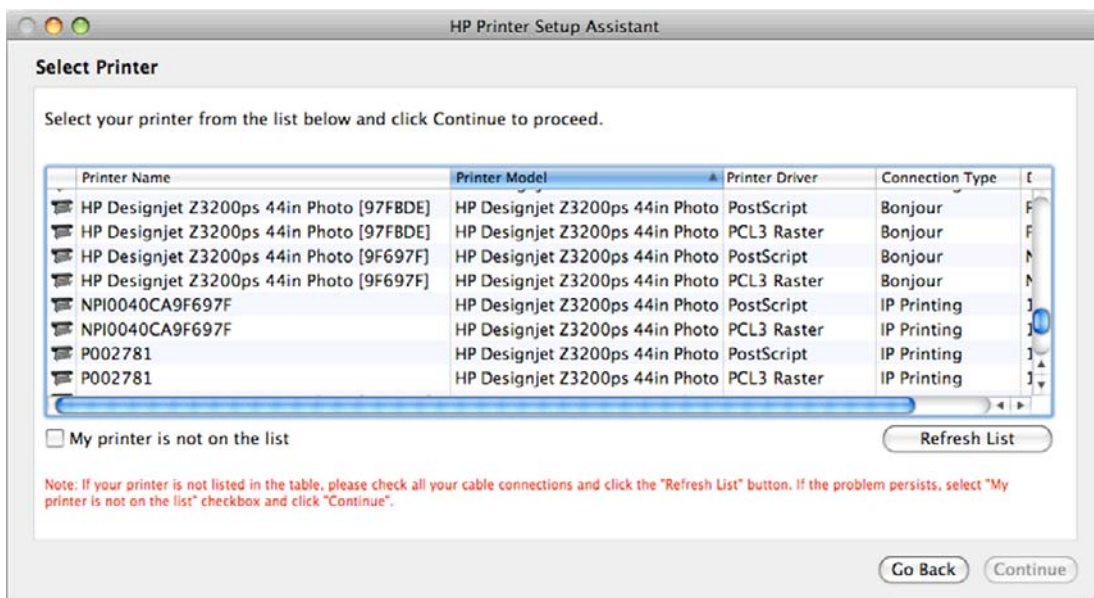 HP Printer Setup Assistant
Select Printer
Select your printer from the list below and click Continue to proceed.
Printer Name Printer Model Printer Driver Connection Type
HP Designjet Z3200ps 44in Photo [97FBDE] HP Designjet Z3200ps 44in Photo PostScript Bonjour
HP Designjet Z3200ps 44in Photo [97FBDE] HP Designjet Z3200ps 44in Photo PCL3 Raster Bonjour
HP Designjet Z3200ps 44in Photo [9F697F] HP Designjet Z3200ps 44in Photo PostScript Bonjour
HP Designjet Z3200ps 44in Photo [9F697F] HP Designjet Z3200ps 44in Photo PCL3 Raster Bonjour
NPI0040CA9F697F HP Designjet Z3200ps 44in Photo PostScript IP Printing
NPI0040CA9F697F HP Designjet Z3200ps 44in Photo PCL3 Raster IP Printing
P002781 HP Designjet Z3200ps 44in Photo PostScript IP Printing
P002781 HP Designjet Z3200ps 44in Photo PCL3 Raster IP Printing
My printer is not on the list Refresh List
Note: If your printer is not listed in the table, please check all your cable connections and click the "Refresh List" button. If the problem persists, select "My
printer is not on the list" checkbox and click "Continue".
Go Back Continue